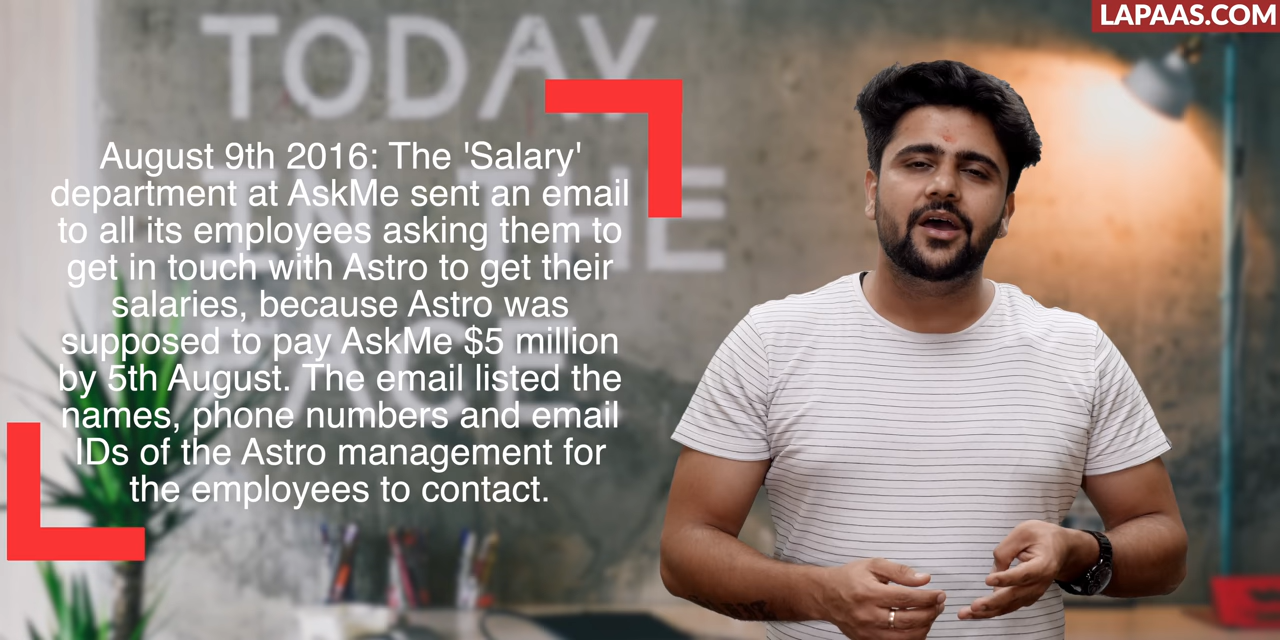 LAPAAS.COM
TODAY
August 9th 2016: The 'Salary'
department at AskMe sent an email
to all its employees asking them to
get in touch with Astro to get their
salaries, because Astro was
supposed to pay AskMe $5 million
by 5th August. The email listed the
names, phone numbers and email
IDs of the Astro management for
the employees to contact.